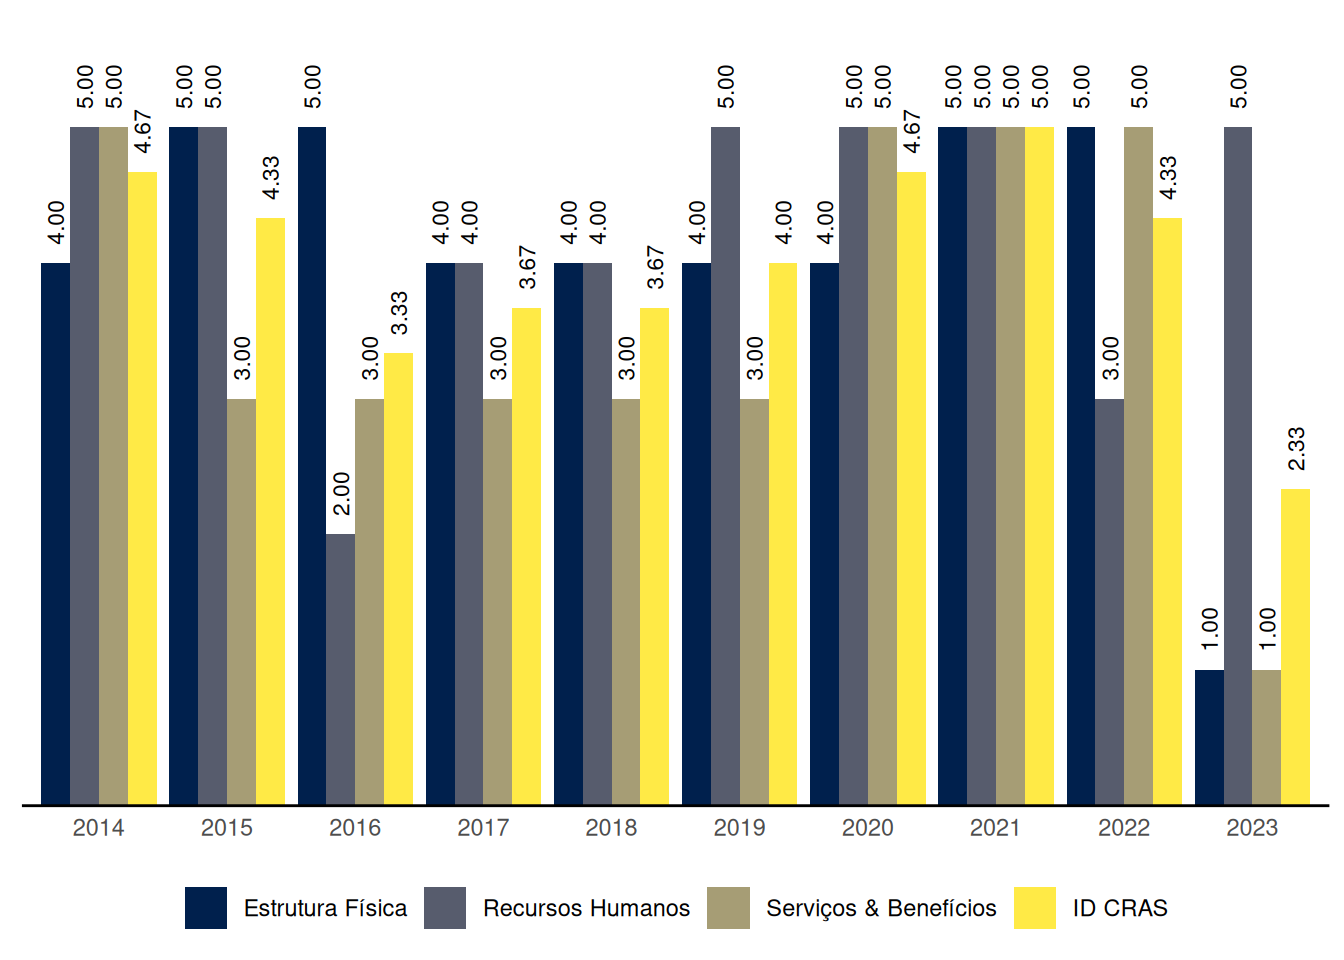 4.00 5.00 5.00 4.67
5.00 5.00 3.00 4.33
5.00 2.00 3.00 3.33
4.00 4.00 3.00 3.67
4.00 4.00 3.00 3.67
4.00 5.00 3.00 4.00
4.00 5.00 5.00 4.67
5.00 5.00 5.00 5.00
5.00 3.00 5.00 4.33
1.00 5.00 1.00 2.33
2014 2015 2016 2017 2018 2019 2020 2021 2022 2023
Estrutura Física Recursos Humanos Serviços & Benefícios ID CRAS